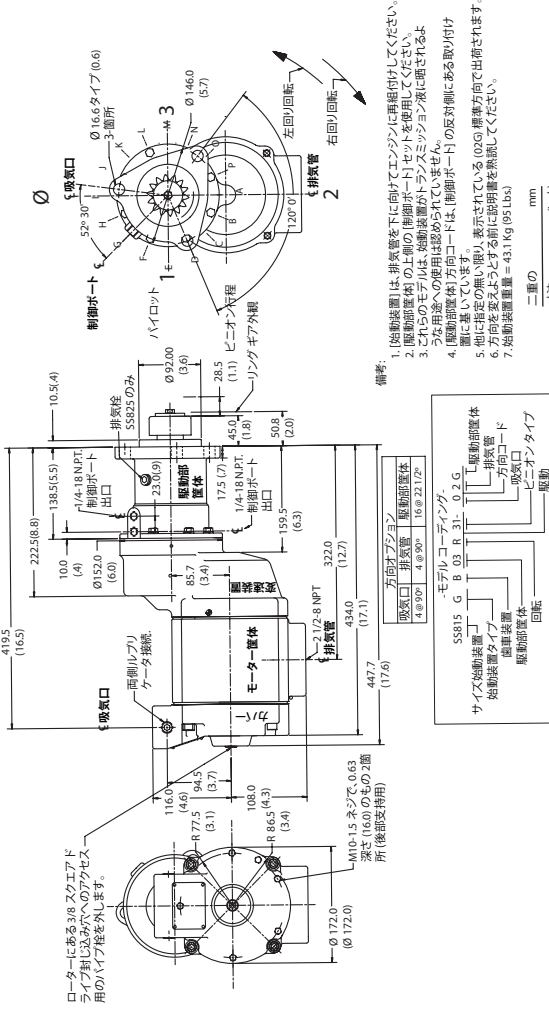 ローターにある 3/8 スクエアド
ライブ封じ込み穴へのアクセス
用のパイプ栓を外します。
419.5
(16.5)
222.5(8.8)
138.5(5.5)
10.5(4)
10.0
(.4)
1/4-18 N.P.T.
制御ポート
出口
排気栓
SS825 のみ
Ø152.0
(6.0)
23.0(.9)
Ø 92.00
(3.6)
吸気口
両側ルブリ
ケータ接続.
85.7
(3.4)
駆動部
筐体
変速装置
17.5 (.7)
1/4-18 N.P.T.
制御ポート
出口
28.5
(1.1)
ピニオン行程
45.0
(1.8)
リング ギア外観
50.8
(2.0)
159.5
(6.3)
モーター筐体
カバー
116.0
(4.6)
94.5
(3.7)
108.0
(4.3)
R 77.5
(3.1)
R 86.5
(3.4)
Ø 172.0
(Ø 172.0)
M10-1.5 ネジで、0.63
深さ (16.0) のもの 2箇
所 (後部支持用)
2 1/2-8 NPT
排気管
322.0
(12.7)
434.0
(17.1)
447.7
(17.6)
Ø
吸気口
Ø 16.6 タイプ (0.6)
3-箇所
52° 30'
制御ポート
パイロット
Ø 146.0
(5.7)
1
3
2
A
B
C
D
E
F
G
H
I
J
K
L
M
N
O
P
120° 0'
排気管
左回り回転
右回り回転
備考:
1. [始動装置] は、排気管を下に向けてエンジンに再組付けしてください。
2. [駆動部筐体] の上側の [制御ポート] セットを使用してください。
3. これらのモデルは、始動装置がトランスミッション液に晒されるよ
うな用途への使用は認められていません。
4. [駆動部筐体] 方向コードは、[制御ポート] の反対側にある取り付け
置に基いています。
5. 他に指定の無い限り、表示されている (02G) 標準方向で出荷されます。
6. 方向を変えようとする前に説明書を熟読してください。
7. 始動装置重量 = 43.1 Kg (95 Lbs)
二重の
mm
方向オプション
吸気口 排気管 駆動部筐体
4 @ 90° 4 @ 90° 16 @ 22 1/2°
-モデル コーディング-
SS815 G B 03 R 31- 0 2 G
サイズ始動装置
始動装置タイプ
歯車装置
駆動部筐体
回転
駆動部筐体
排気管
方向コード
吸気口
ピニオンタイプ
駆動